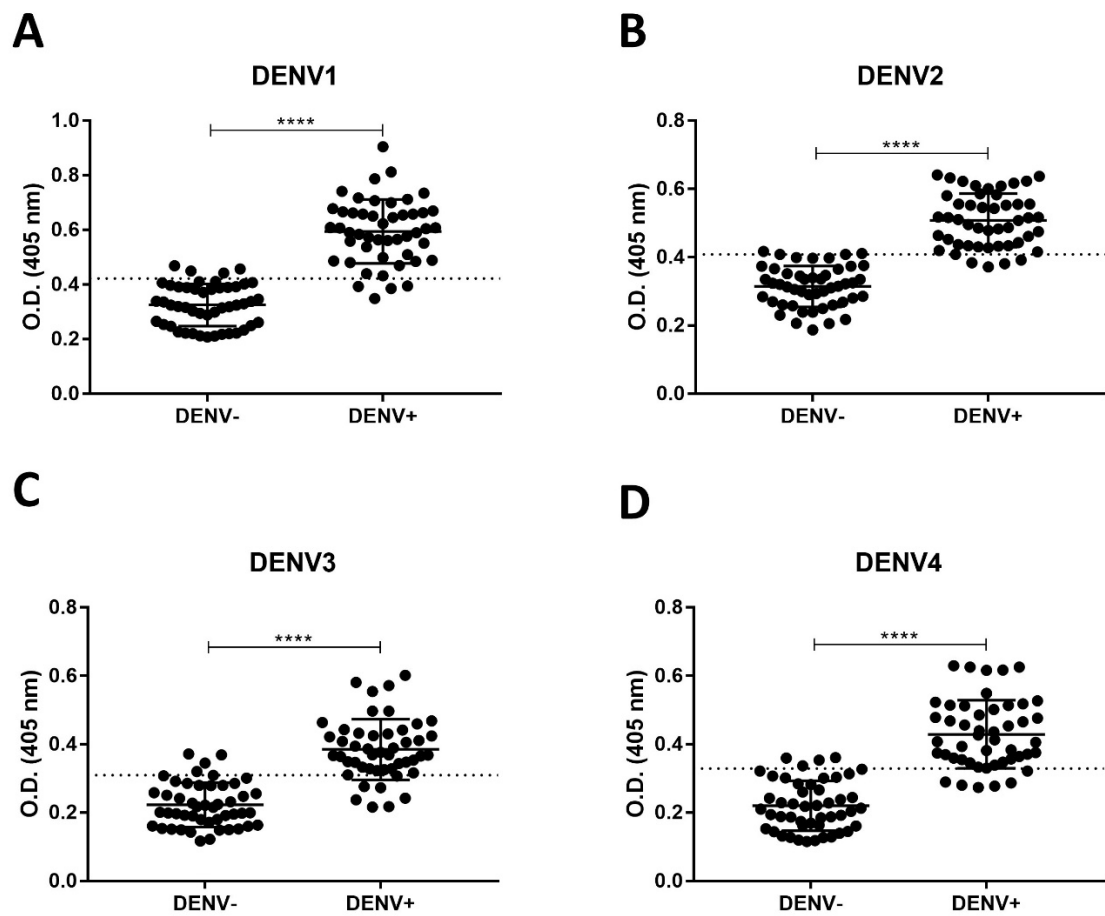 A
DENV1
****
1.0
0.8
0.6
0.4
0.2
0.0
O.D. (405 nm)
DENV- DENV+
B
DENV2
****
0.8
0.6
0.4
0.2
0.0
O.D. (405 nm)
DENV- DENV+
C
DENV3
****
0.8
0.6
0.4
0.2
0.0
O.D. (405 nm)
DENV- DENV+
D
DENV4
****
0.8
0.6
0.4
0.2
0.0
O.D. (405 nm)
DENV- DENV+